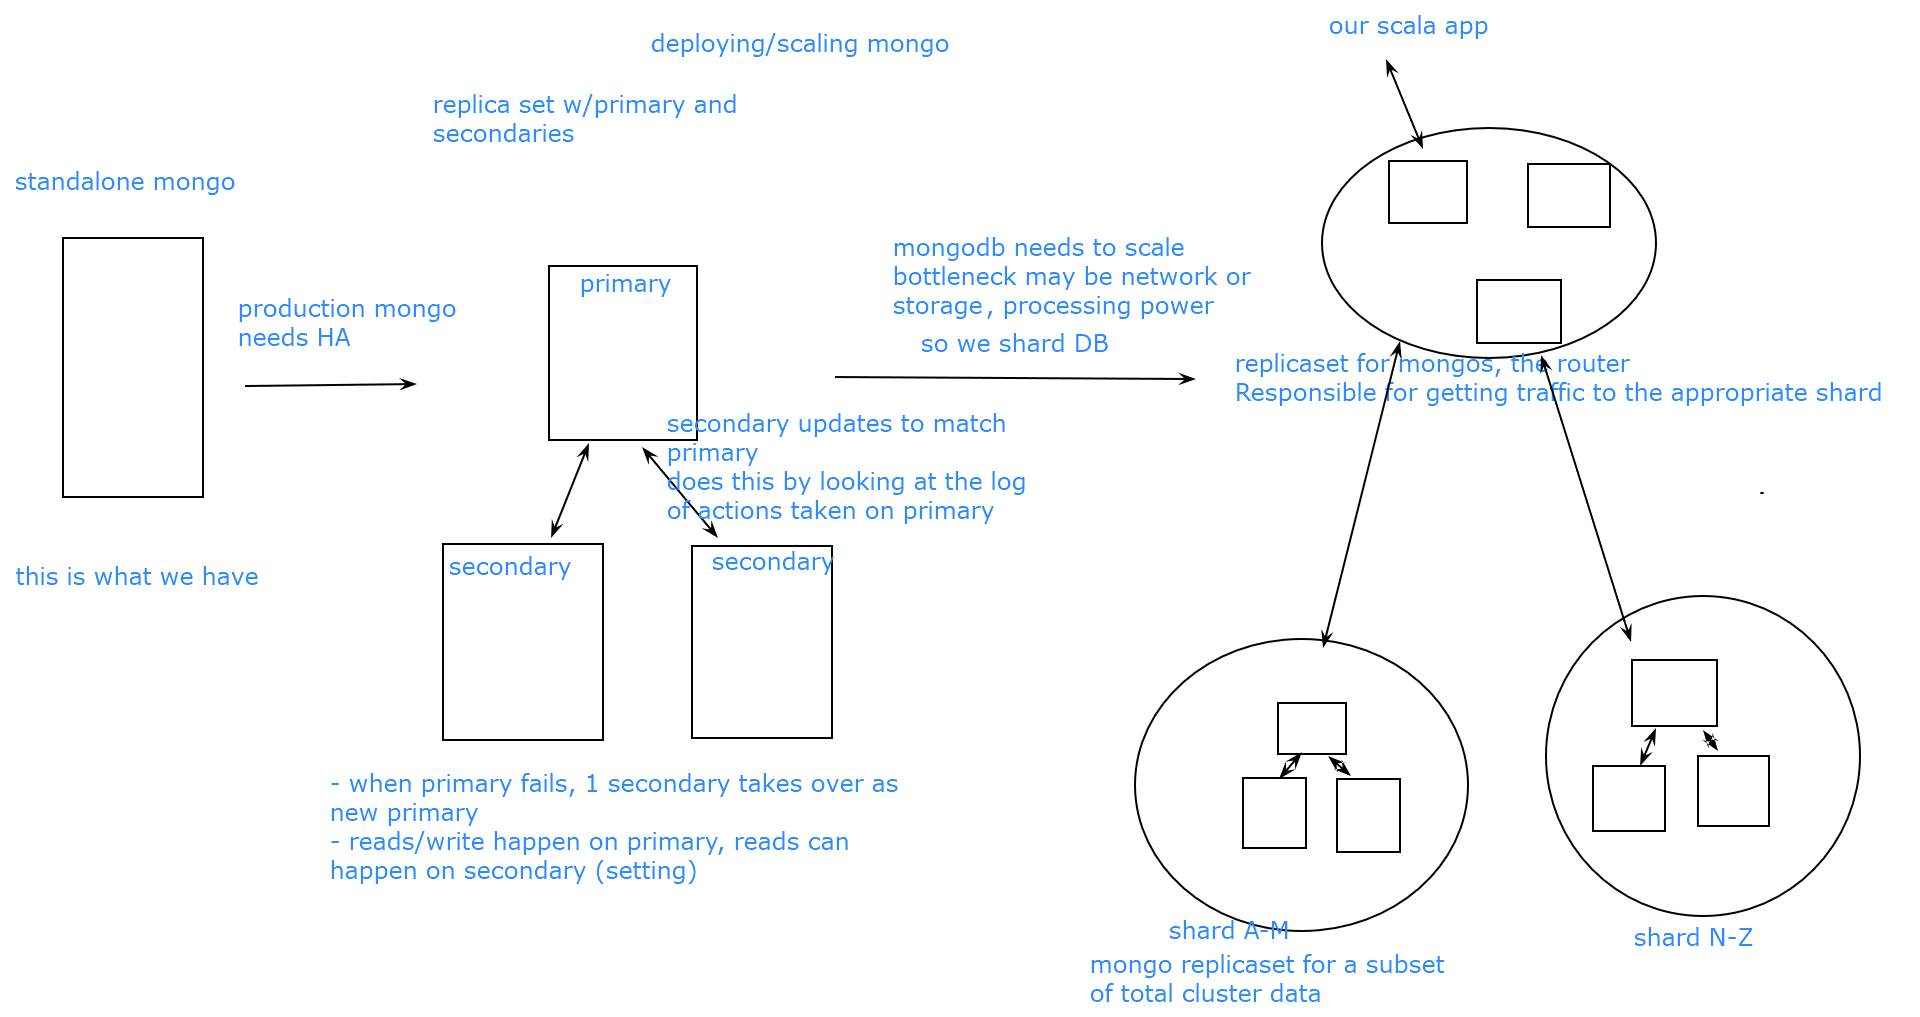 deploying/scaling mongo
our scala app
replica set w/primary and
secondaries
standalone mongo
production mongo
needs HA
this is what we have
primary
secondary updates to match
primary
does this by looking at the log
of actions taken on primary
secondary
secondary
- when primary fails, 1 secondary takes over as
new primary
- reads/write happen on primary, reads can
happen on secondary (setting)
mongodb needs to scale
bottleneck may be network or
storage, processing power
so we shard DB
replicaset for mongos, the router
Responsible for getting traffic to the appropriate shard
shard A-M
mongo replicaset for a subset
of total cluster data
shard N-Z